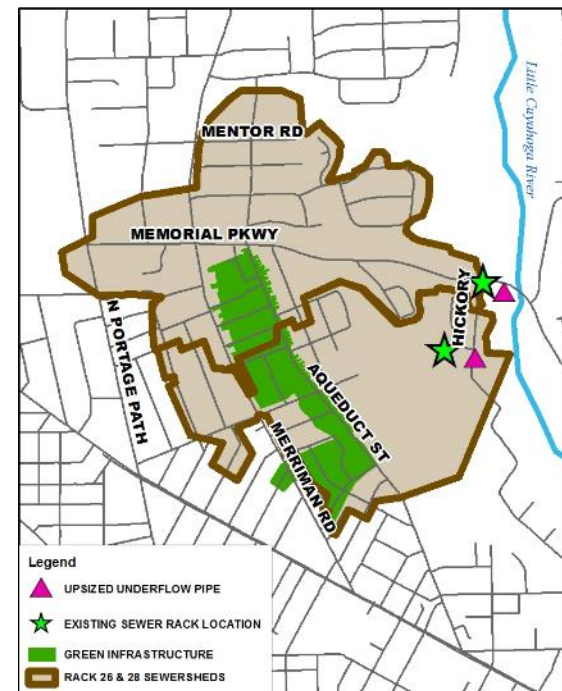 Little Cuyahoga River
MENTOR RD
MEMORIAL PKWY
HICKORY
N PORTAGE PATH
AQUEDUCT ST
MERRIMAN RD
Legend
UPSIZED UNDERFLOW PIPE
EXISTING SEWER RACK LOCATION
GREEN INFRASTRUCTURE
RACK 26 & 28 SEWERSHEDS